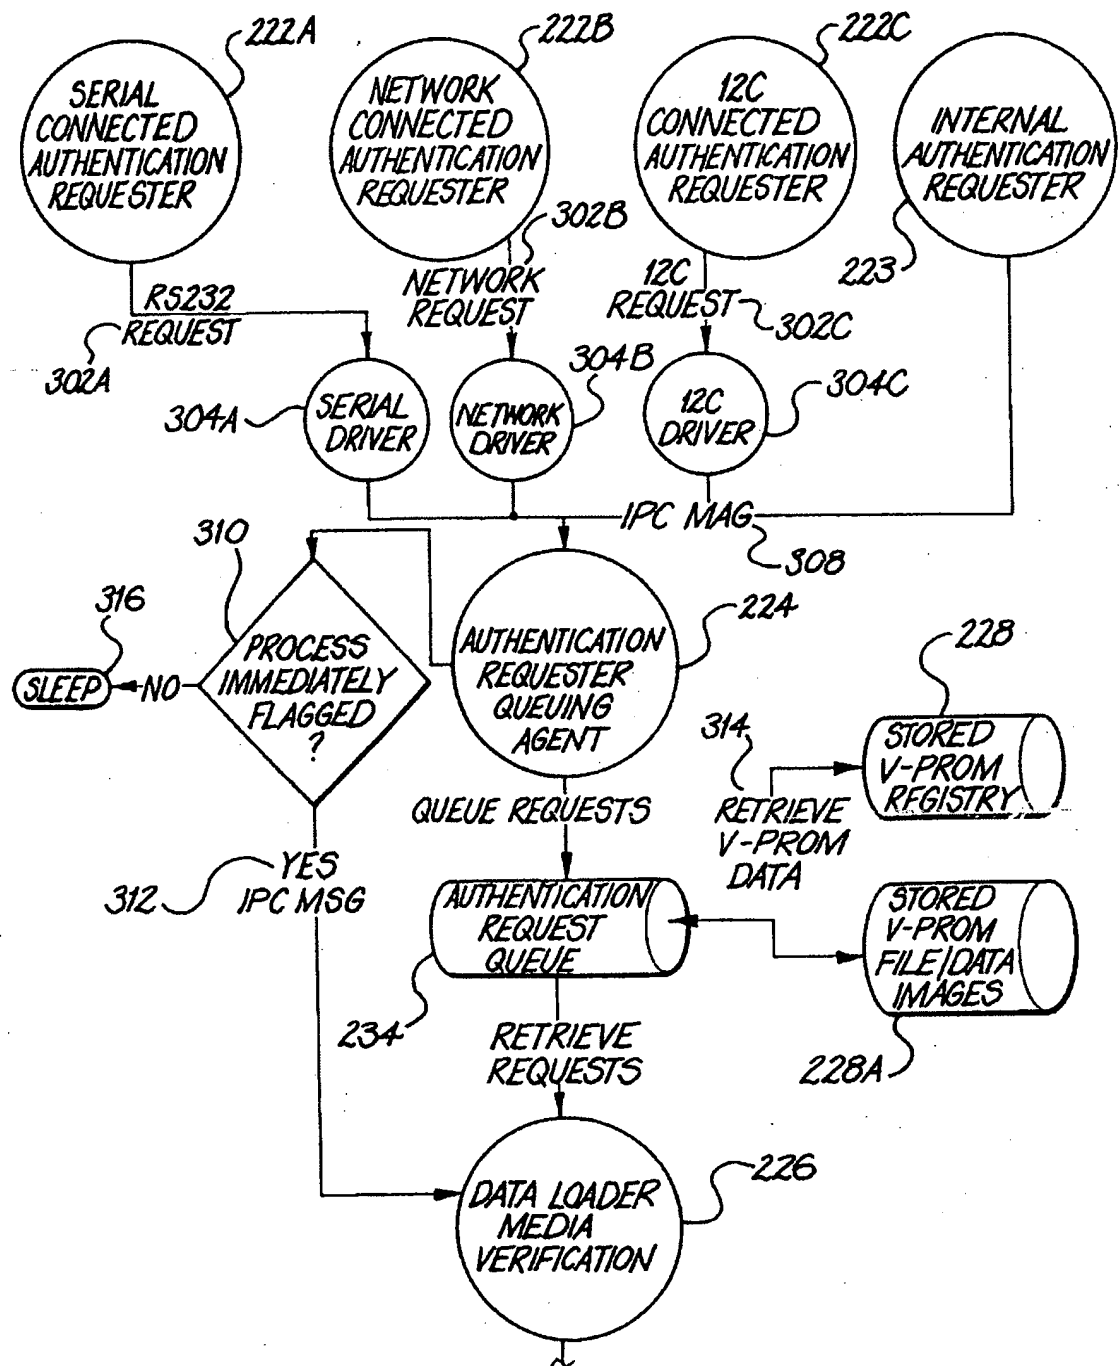 222A
222B
222C
SERIAL
CONNECTED
AUTHENTICATION
REQUESTER
NETWORK
CONNECTED
AUTHENTICATION
REQUESTER
12C
CONNECTED
AUTHENTICATION
REQUESTER
INTERNAL
AUTHENTICATION
REQUESTER
223
RS232
REQUEST
302A
302B
NETWORK
REQUEST
12C
REQUEST
302C
304A
SERIAL
DRIVER
304B
NETWORK
DRIVER
12C
DRIVER
304C
IPC MAG
308
310
316
SLEEP
NO
PROCESS
IMMEDIATELY
FLAGGED
?
AUTHENTICATION
REQUESTER
QUEUING
AGENT
224
228
314
RETRIEVE
V-PROM
DATA
STORED
V-PROM
REGISTRY
QUEUE REQUESTS
312
YES
IPC MSG
AUTHENTICATION
REQUEST
QUEUE
234
STORED
V-PROM
FILE/DATA
IMAGES
228A
RETRIEVE
REQUESTS
DATA LOADER
MEDIA
VERIFICATION
226